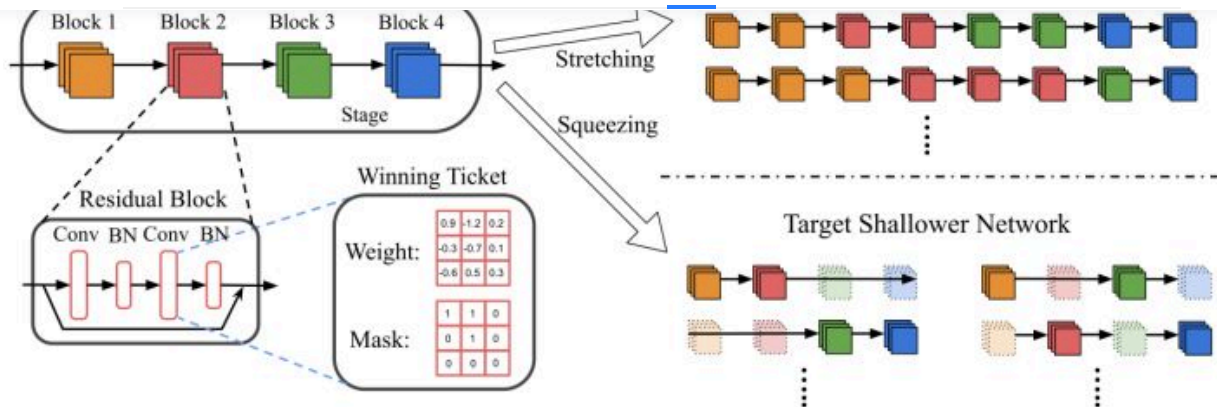 Block 1 Block 2 Block 3 Block 4
Stretching
Stage
Squeezing
Residual Block
Conv BN Conv BN
Winning Ticket
Weight:
0.9 -1.2 0.2
-0.3 -0.7 0.1
-0.6 0.5 0.3
Mask:
1 1 0
0 1 0
0 0 0
Target Shallower Network